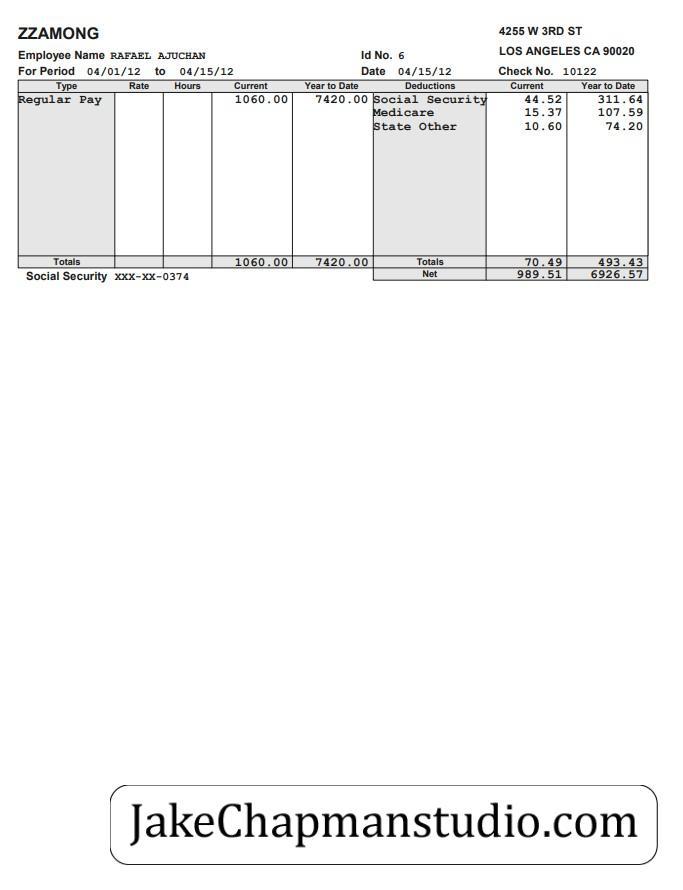 ZZAMONG
4255 W 3RD ST
LOS ANGELES CA 90020
Employee Name RAFAEL AJUCHAN Id No. 6
For Period 04/01/12 to 04/15/12 Date 04/15/12 Check No. 10122
Type Rate Hours Current Year to Date Deductions Current Year to Date
Regular Pay 1060.00 7420.00 Social Security 44.52 311.64
Medicare 15.37 107.59
State Other 10.60 74.20
Totals 1060.00 7420.00 Totals 70.49 493.43
Social Security XXX-XX-0374 Net 989.51 6926.57
JakeChapmanstudio.com